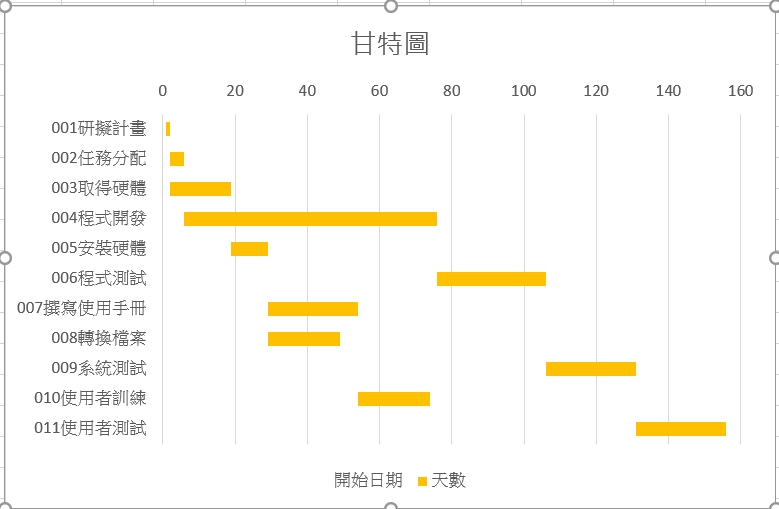 甘特圖
0 20 40 60 80 100 120 140 160
001研擬計畫
002任務分配
003取得硬體
004程式開發
005安裝硬體
006程式測試
007撰寫使用手冊
008轉換檔案
009系統測試
010使用者訓練
011使用者測試
開始日期 天數